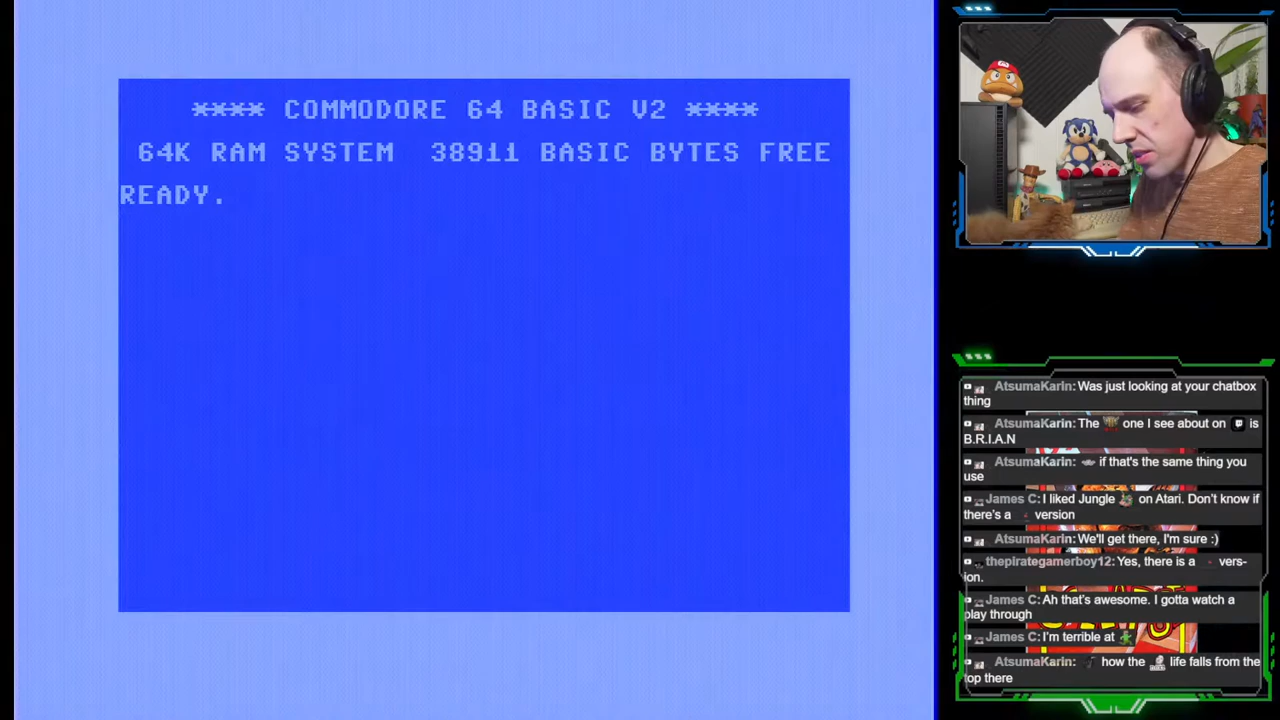 **** COMMODORE 64 BASIC V2 ****
64K RAM SYSTEM 38911 BASIC BYTES FREE
READY.
AtsumaKarin: Was just looking at your chatbox
thing
AtsumaKarin: The one I see about on is
B.R.I.A.N
AtsumaKarin: if that's the same thing you
use
James C: I liked Jungle on Atari. Don't know if
there's a version
AtsumaKarin: We'll get there, I'm sure :)
thepirategamerboy12: Yes, there is a vers-
ion.
James C: Ah that's awesome. I gotta watch a
play through
James C: I'm terrible at
AtsumaKarin: how the life falls from the
top there